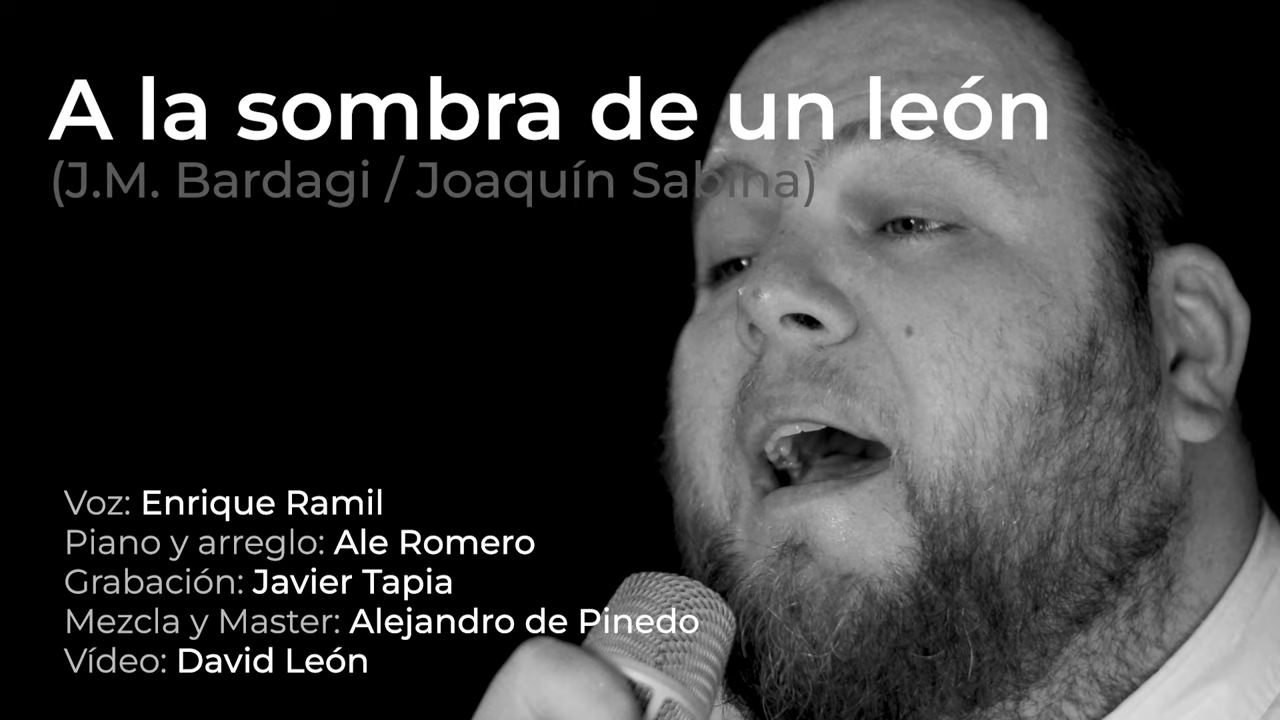 A la sombra de un león
(J.M. Bardagi / Joaquín Sabina)
Voz: Enrique Ramil
Piano y arreglo: Ale Romero
Grabación: Javier Tapia
Mezcla y Master: Alejandro de Pinedo
Vídeo: David León